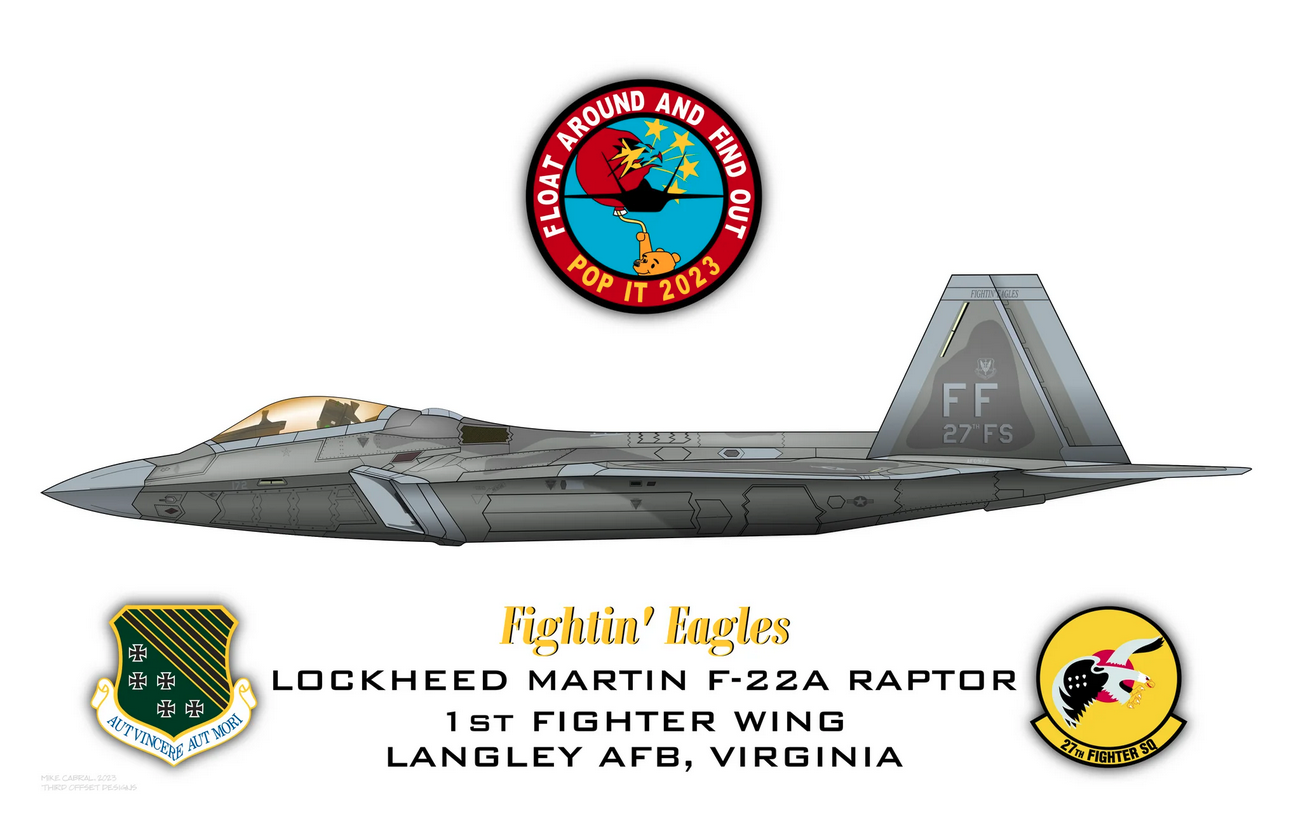 FLOAT AROUND AND FIND OUT
POP IT 2023
FIGHTIN EAGLES
FF
27TH FS
Fightin' Eagles
LOCKHEED MARTIN F-22A RAPTOR
1ST FIGHTER WING
LANGLEY AFB, VIRGINIA
AUT VINCERE AUT MORI
27TH FIGHTER SQ
MIKE CABRAL, 2023
THIRD OFFSET DESIGNS